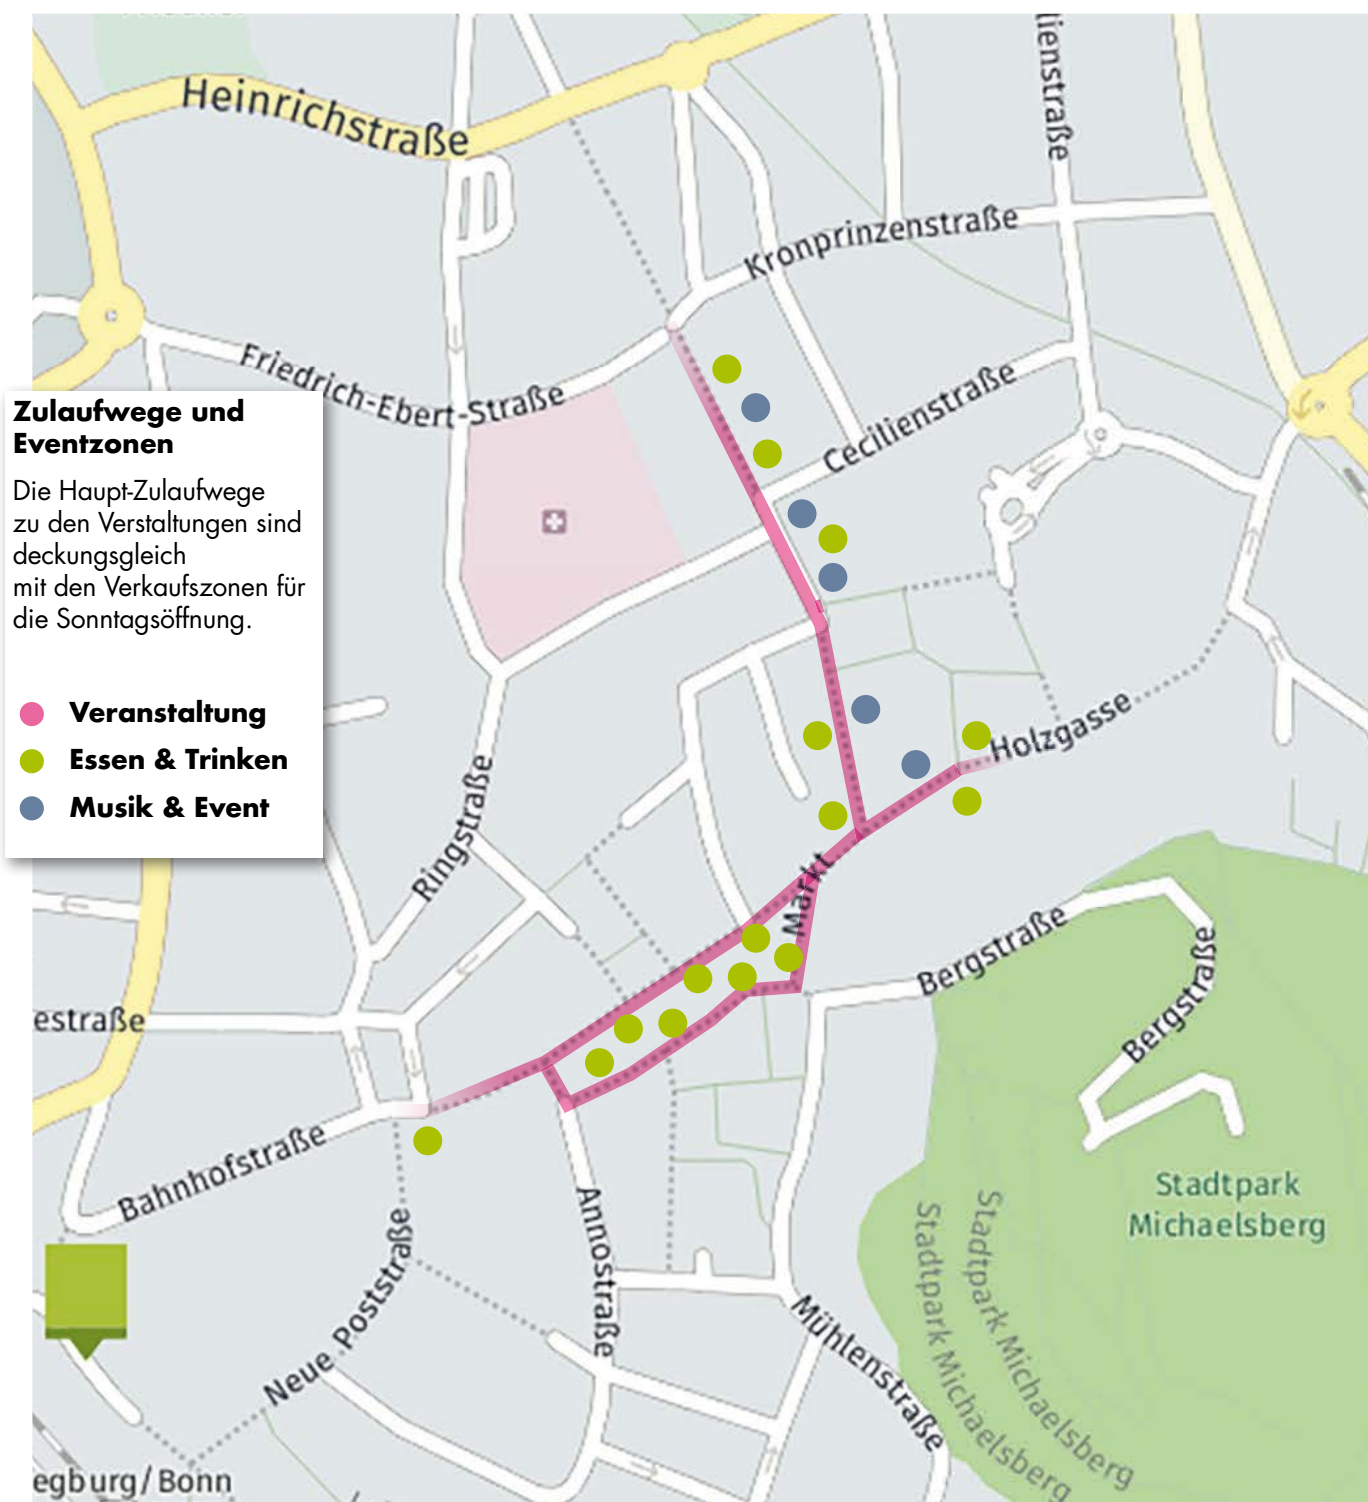 Heinrichstraße
lienstraße
Kronprinzenstraße
Friedrich-Ebert-Straße
Cecilienstraße
Zulaufwege und
Eventzonen
Die Haupt-Zulaufwege
zu den Verstaltungen sind
deckungsgleich
mit den Verkaufszonen für
die Sonntagsöffnung.
Veranstaltung
Essen & Trinken
Musik & Event
Holzgasse
Ringstraße
Markt
Bergstraße
Bergstraße
estraße
Bahnhofstraße
Stadtpark
Michaelsberg
Annostraße
Neue Poststraße
Mühlenstraße
Stadtpark Michaelsberg
Stadtpark Michaelsberg
egburg/Bonn